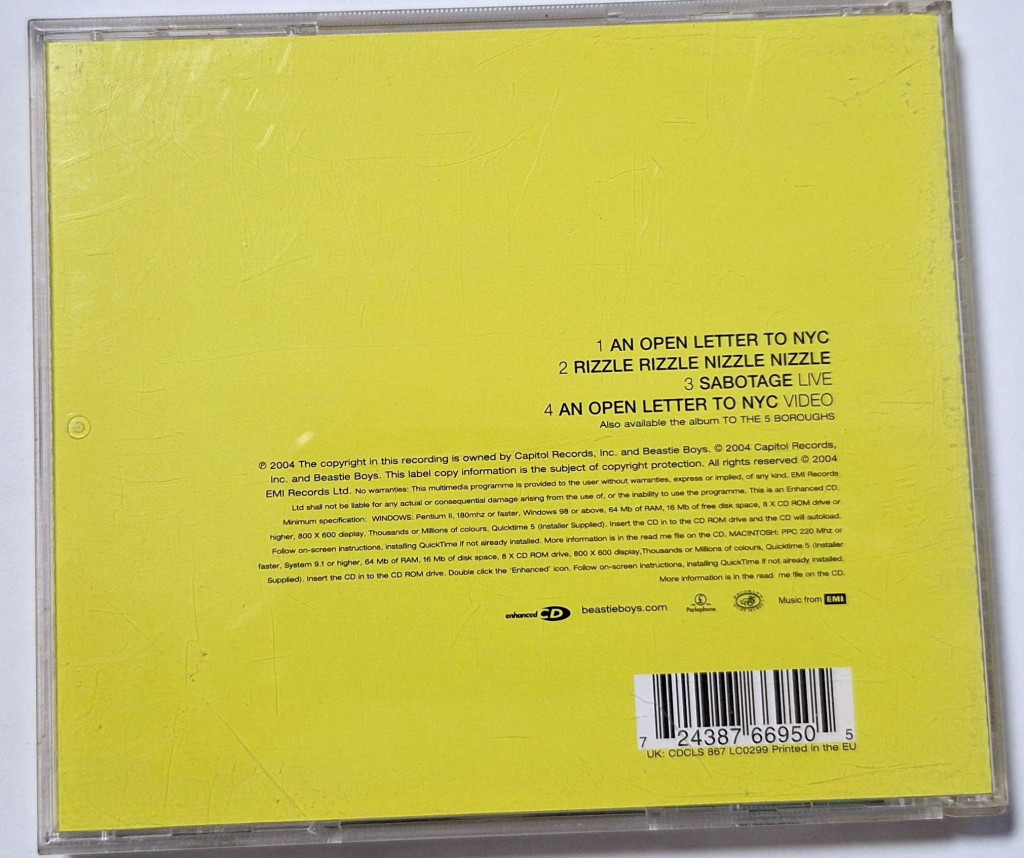 1 AN OPEN LETTER TO NYC
2 RIZZLE RIZZLE NIZZLE NIZZLE
3 SABOTAGE LIVE
4 AN OPEN LETTER TO NYC VIDEO
Also available the album TO THE 5 BOROUGHS
℗ 2004 The copyright in this recording is owned by Capitol Records, Inc. and Beastie Boys. © 2004 Capitol Records,
Inc. and Beastie Boys. This label copy information is the subject of copyright protection. All rights reserved © 2004
EMI Records Ltd. No warranties: This multimedia programme is provided to the user without warranties, express or implied, of any kind. EMI Records
Ltd shall not be liable for any actual or consequential damage arising from the use of, or the inability to use the programme. This is an Enhanced CD.
Minimum specification: WINDOWS: Pentium II, 180mhz or faster, Windows 98 or above, 64 Mb of RAM, 16 Mb of free disk space, 8 X CD ROM drive or
higher, 800 X 600 display, Thousands or Millions of colours, Quicktime 5 (Installer Supplied). Insert the CD in to the CD ROM drive and the CD will autoload.
Follow on-screen instructions, installing QuickTime if not already installed. More information is in the read me file on the CD. MACINTOSH: PPC 220 Mhz or
faster, System 9.1 or higher, 64 Mb of RAM, 16 Mb of disk space, 8 X CD ROM drive, 800 X 600 display,Thousands or Millions of colours, Quicktime 5 (Installer
Supplied). Insert the CD in to the CD ROM drive. Double click the 'Enhanced' icon. Follow on-screen instructions, installing QuickTime if not already installed.
More information is in the read me file on the CD.
enhanced CD beastieboys.com Parlophone Music from EMI
7 24387 66950 5
UK: CDCLS 867 LC0299 Printed in the EU